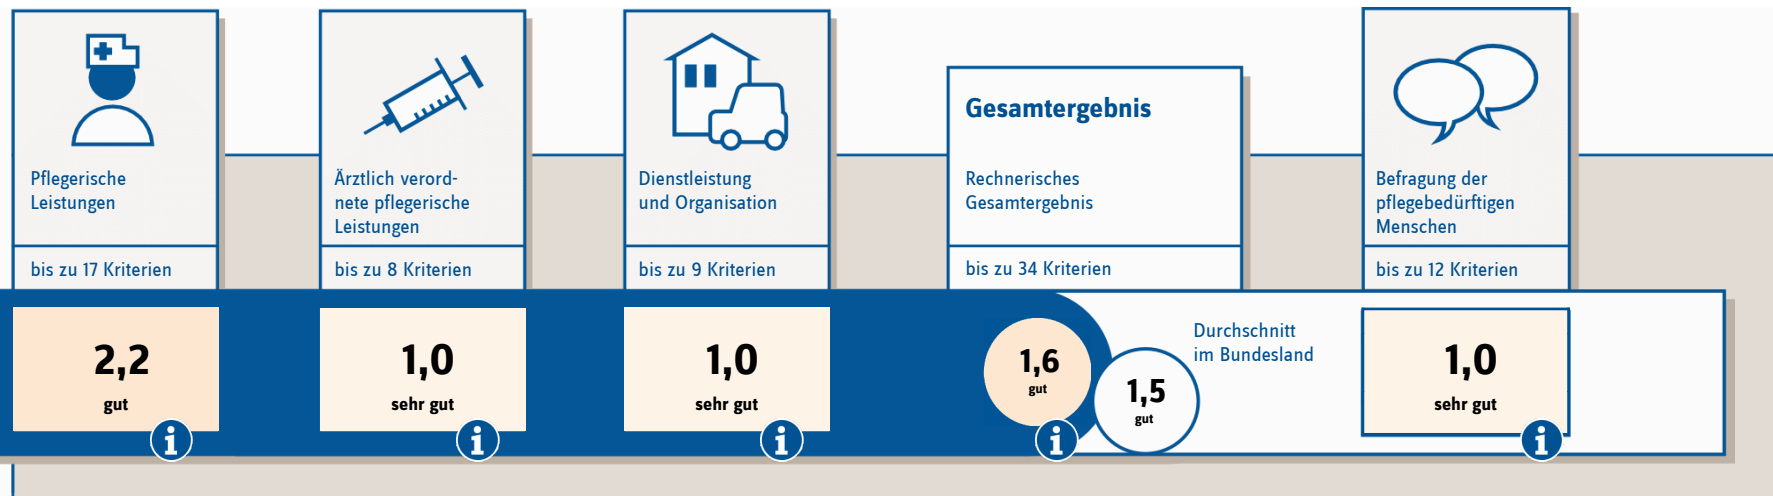 Pflegerische
Leistungen
bis zu 17 Kriterien
2,2
gut
i
Ärztlich verord-
nete pflegerische
Leistungen
bis zu 8 Kriterien
1,0
sehr gut
i
Dienstleistung
und Organisation
bis zu 9 Kriterien
1,0
sehr gut
i
Gesamtergebnis
Rechnerisches
Gesamtergebnis
bis zu 34 Kriterien
1,6
gut
i
1,5
gut
Durchschnitt
im Bundesland
Befragung der
pflegebedürftigen
Menschen
bis zu 12 Kriterien
1,0
sehr gut
i